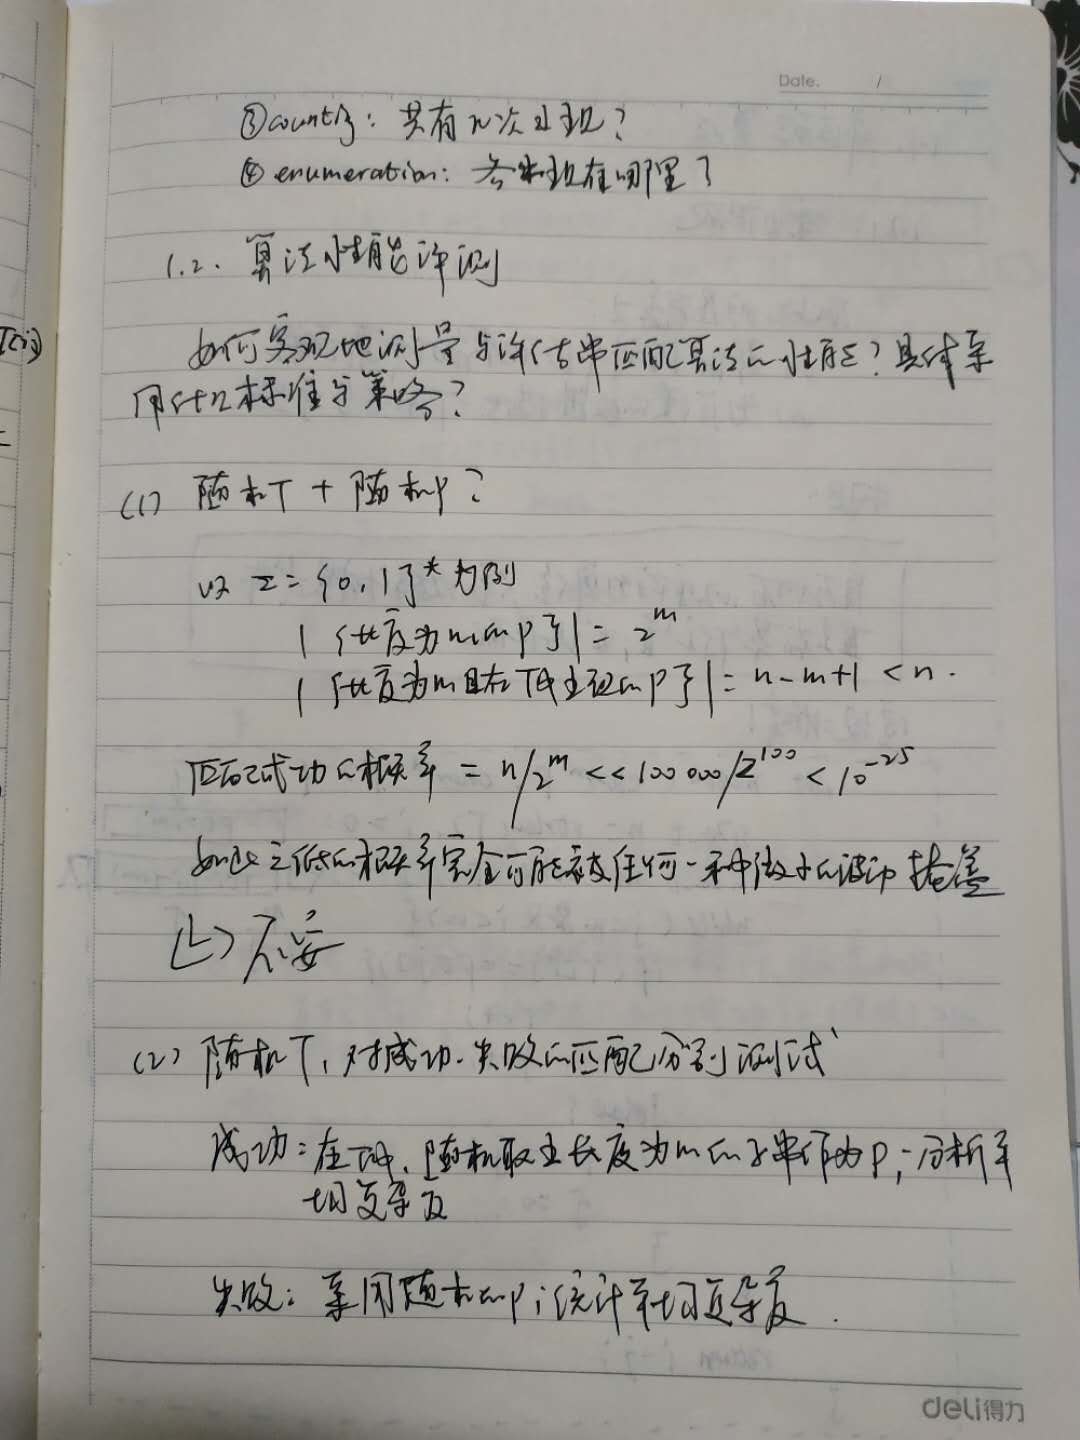 Date. /
③ counting: 共有几次出现?
④ enumeration: 各出现在哪里?
1.2. 算法性能评测
如何客观地测量与评估串匹配算法的性能?具体采
用什么标准与策略?
(1) 随机T + 随机P?
以 Σ = {0,1}* 为例
|{长度为m的P}| = 2^m
|{长度为m且在T中出现的P}| = n-m+1 < n.
匹配成功的概率 = n/2^m << 100 000/2^100 < 10^-25
如此之低的概率完全可能被任何一种微小的波动掩盖
不妥
(2) 随机T, 对成功、失败的匹配分别测试
成功: 在T中, 随机取出长度为m的子串作为P; 分析平
均复杂度
失败: 采用随机的P; 统计平均复杂度.
deli得力